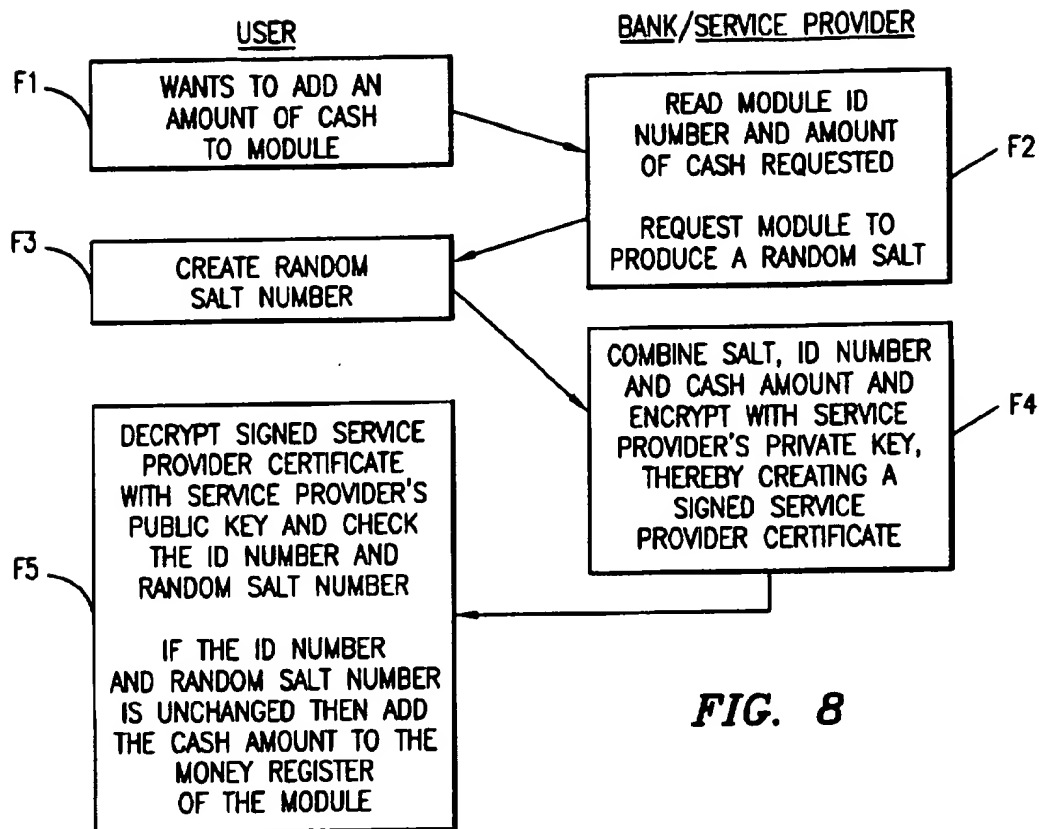 USER
BANK/SERVICE PROVIDER
F1
WANTS TO ADD AN
AMOUNT OF CASH
TO MODULE
READ MODULE ID
NUMBER AND AMOUNT
OF CASH REQUESTED
REQUEST MODULE TO
PRODUCE A RANDOM SALT
F2
F3
CREATE RANDOM
SALT NUMBER
COMBINE SALT, ID NUMBER
AND CASH AMOUNT AND
ENCRYPT WITH SERVICE
PROVIDER'S PRIVATE KEY,
THEREBY CREATING A
SIGNED SERVICE
PROVIDER CERTIFICATE
F4
F5
DECRYPT SIGNED SERVICE
PROVIDER CERTIFICATE
WITH SERVICE PROVIDER'S
PUBLIC KEY AND CHECK
THE ID NUMBER AND
RANDOM SALT NUMBER
IF THE ID NUMBER
AND RANDOM SALT NUMBER
IS UNCHANGED THEN ADD
THE CASH AMOUNT TO THE
MONEY REGISTER
OF THE MODULE
FIG. 8